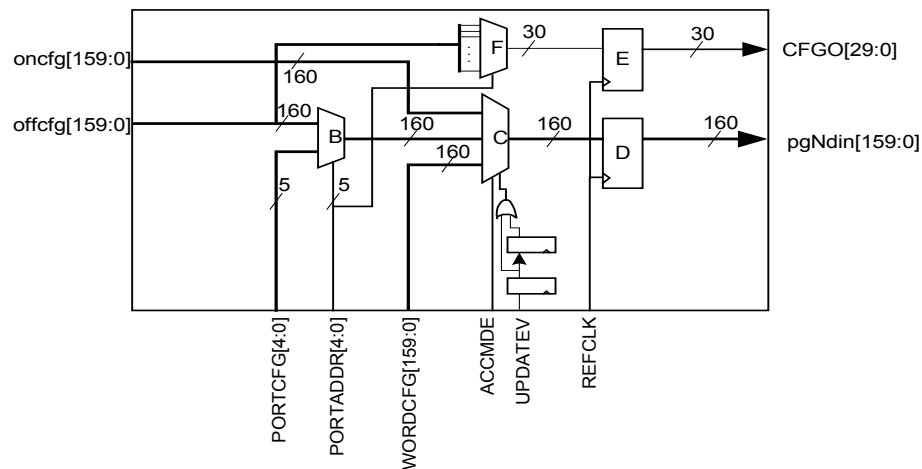 30
30
F
E
CFGO[29:0]
oncfg[159:0]
160
offcfg[159:0]
160
B
160
C
160
D
160
pgNdin[159:0]
160
5
5
PORTCFG[4:0]
PORTADDR[4:0]
WORDCFG[159:0]
ACCMDE
UPDATEV
REFCLK